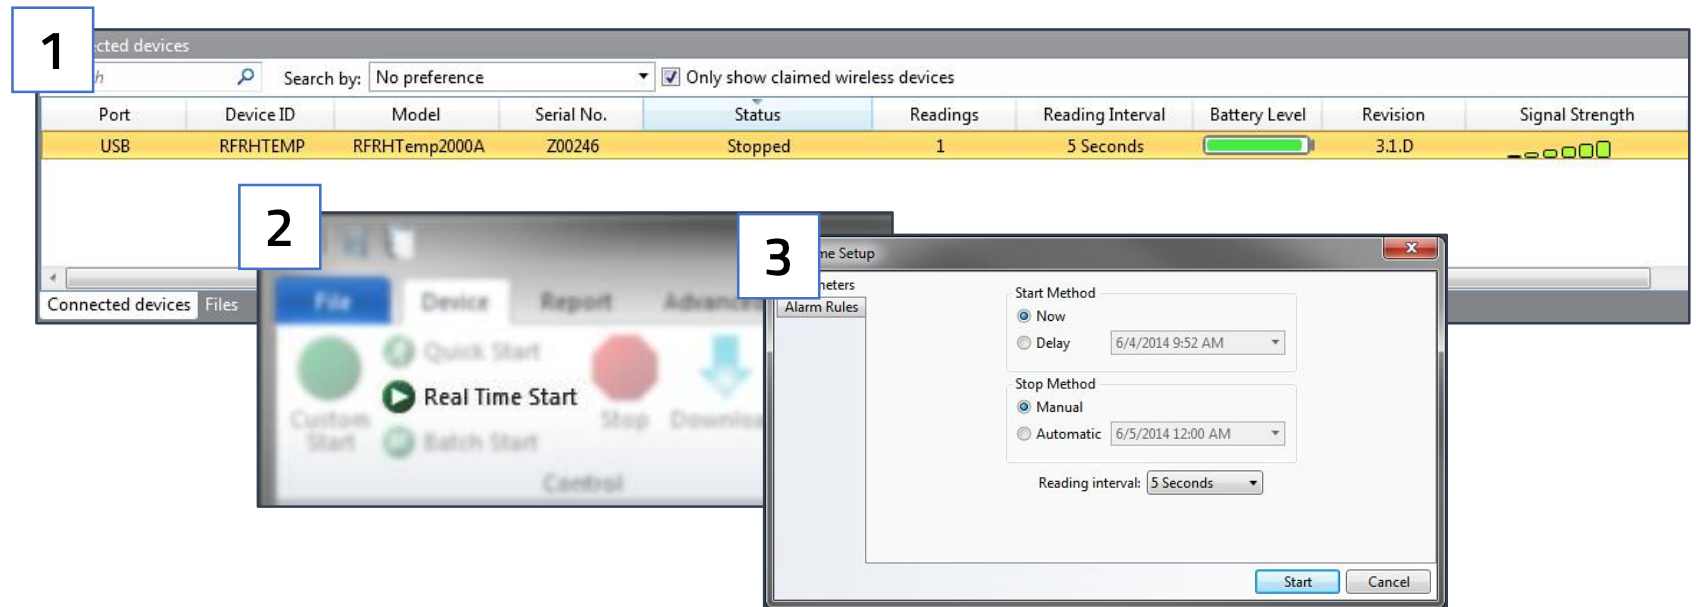 1
ected devices
h
Search by: No preference
Only show claimed wireless devices
Port Device ID Model Serial No. Status Readings Reading Interval Battery Level Revision Signal Strength
USB RFRHTEMP RFRHTemp2000A Z00246 Stopped 1 5 Seconds 3.1.D
Connected devices Files
2
File Device Report Advanced
Quick Start
Real Time Start
Batch Start
Custom Start
Stop
Download
Control
3
me Setup
meters
Alarm Rules
Start Method
Now
Delay 6/4/2014 9:52 AM
Stop Method
Manual
Automatic 6/5/2014 12:00 AM
Reading interval: 5 Seconds
Start Cancel